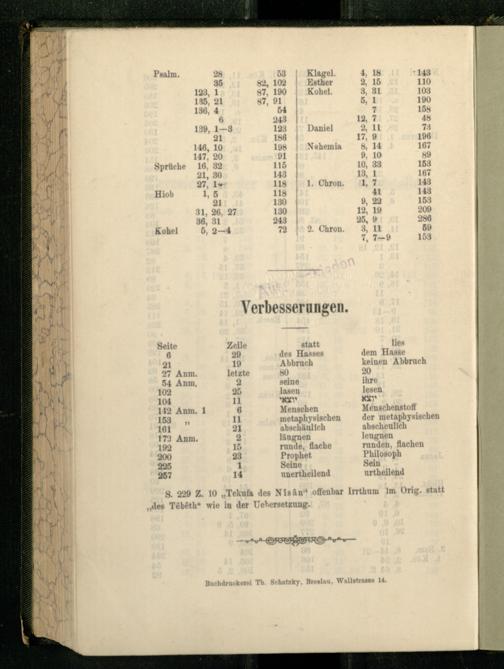 Psalm. 28 53
35 82, 102
123, 1 87, 190
135, 21 87, 91
136, 4 54
6 243
139, 1—3 123
21 186
146, 10 198
147, 20 91
Sprüche 16, 32 115
21, 30 143
27, 1 118
Hiob 1, 5 118
21 130
31, 26, 27 130
36, 31 243
Kohel 5, 2—4 72
Klagel. 4, 18 143
Esther 2, 15 110
Kohel. 3, 31 103
5, 1 190
7 158
12, 7 48
Daniel 2, 11 73
17, 9 196
Nehemia 8, 14 167
9, 10 89
10, 33 153
13, 1 167
1. Chron. 1, 7 143
41 143
9, 22 153
12, 19 209
25, 9 286
2. Chron. 3, 11 59
7, 7—9 153
Verbesserungen.
Seite Zeile statt lies
6 29 des Hasses dem Hasse
21 19 Abbruch keinen Abbruch
27 Anm. letzte 80 20
54 Anm, 2 seine ihre
102 25 lasen lesen
104 11
142 Anm. 1 6 Menschen Menschenstoff
153 „ 11 metaphysischen der metaphysischen
161 21 abschäulich abscheulich
173 Anm. 2 läugnen leugnen
192 15 runde, flache runden, flachen
200 23 Prophet Philosoph
225 1 Seine Sein
257 14 unertheilend urtheilend
S. 229 Z. 10 „Tekufa des Nîsân“ offenbar Irrthum im Orig. statt
„des Têbêth“ wie in der Uebersetzung.
Buchdruckerei Th. Schatzky, Breslau, Wallstrasse 14.